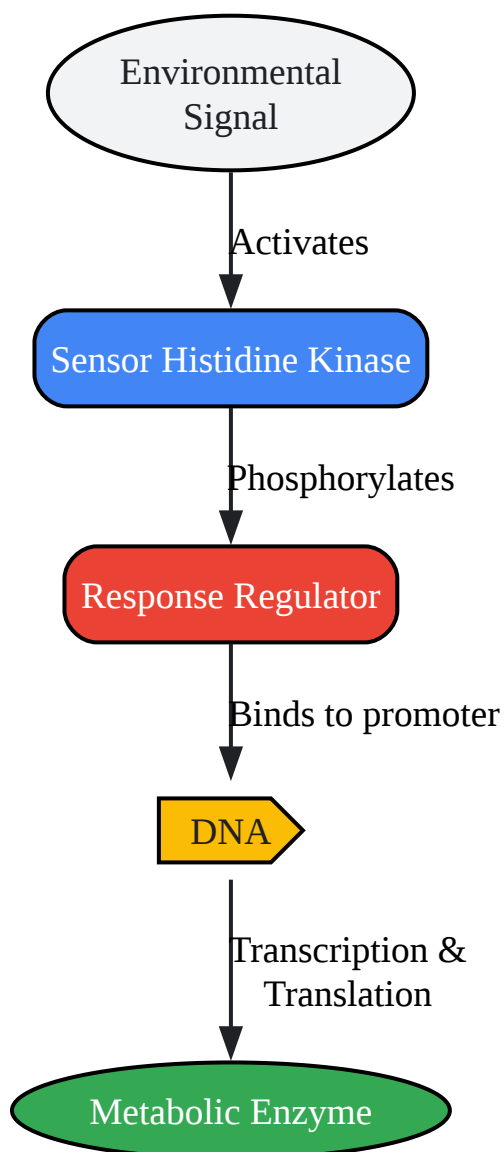 Environmental
Signal
Activates
Sensor Histidine Kinase
Phosphorylates
Response Regulator
Binds to promoter
DNA
Transcription &
Translation
Metabolic Enzyme